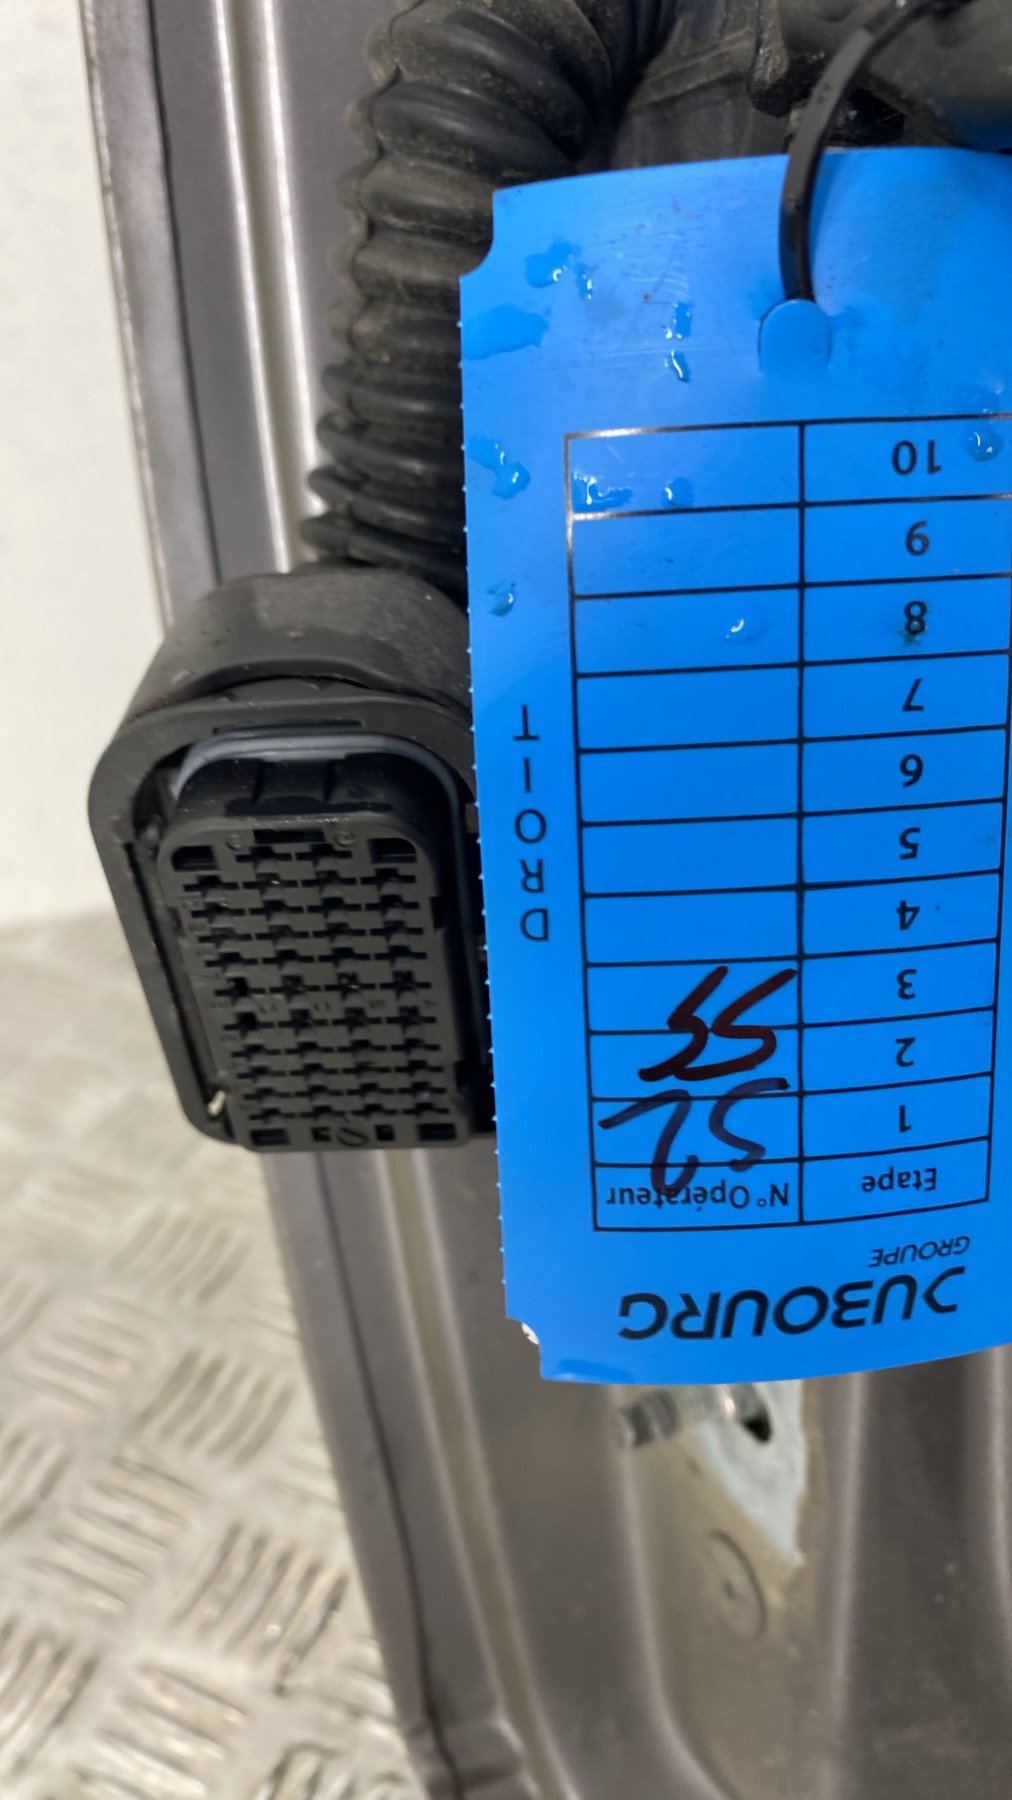 DUBOURG
GROUPE
Etape N° Opérateur
1 52
2 55
3
4
5
6
7
8
9
10
DROIT